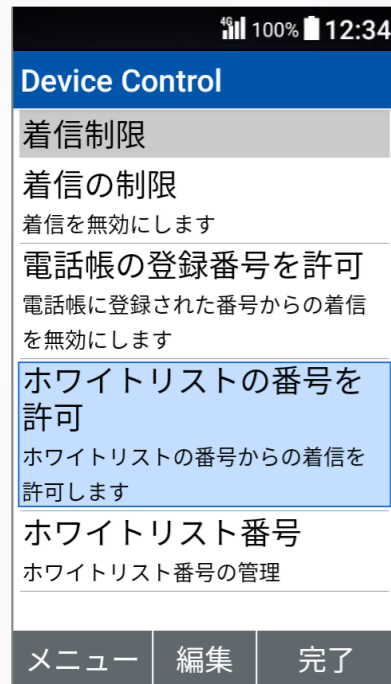 4G 100% 12:34
Device Control
着信制限
着信の制限
着信を無効にします
電話帳の登録番号を許可
電話帳に登録された番号からの着信
を無効にします
ホワイトリストの番号を
許可
ホワイトリストの番号からの着信を
許可します
ホワイトリスト番号
ホワイトリスト番号の管理
メニュー 編集 完了